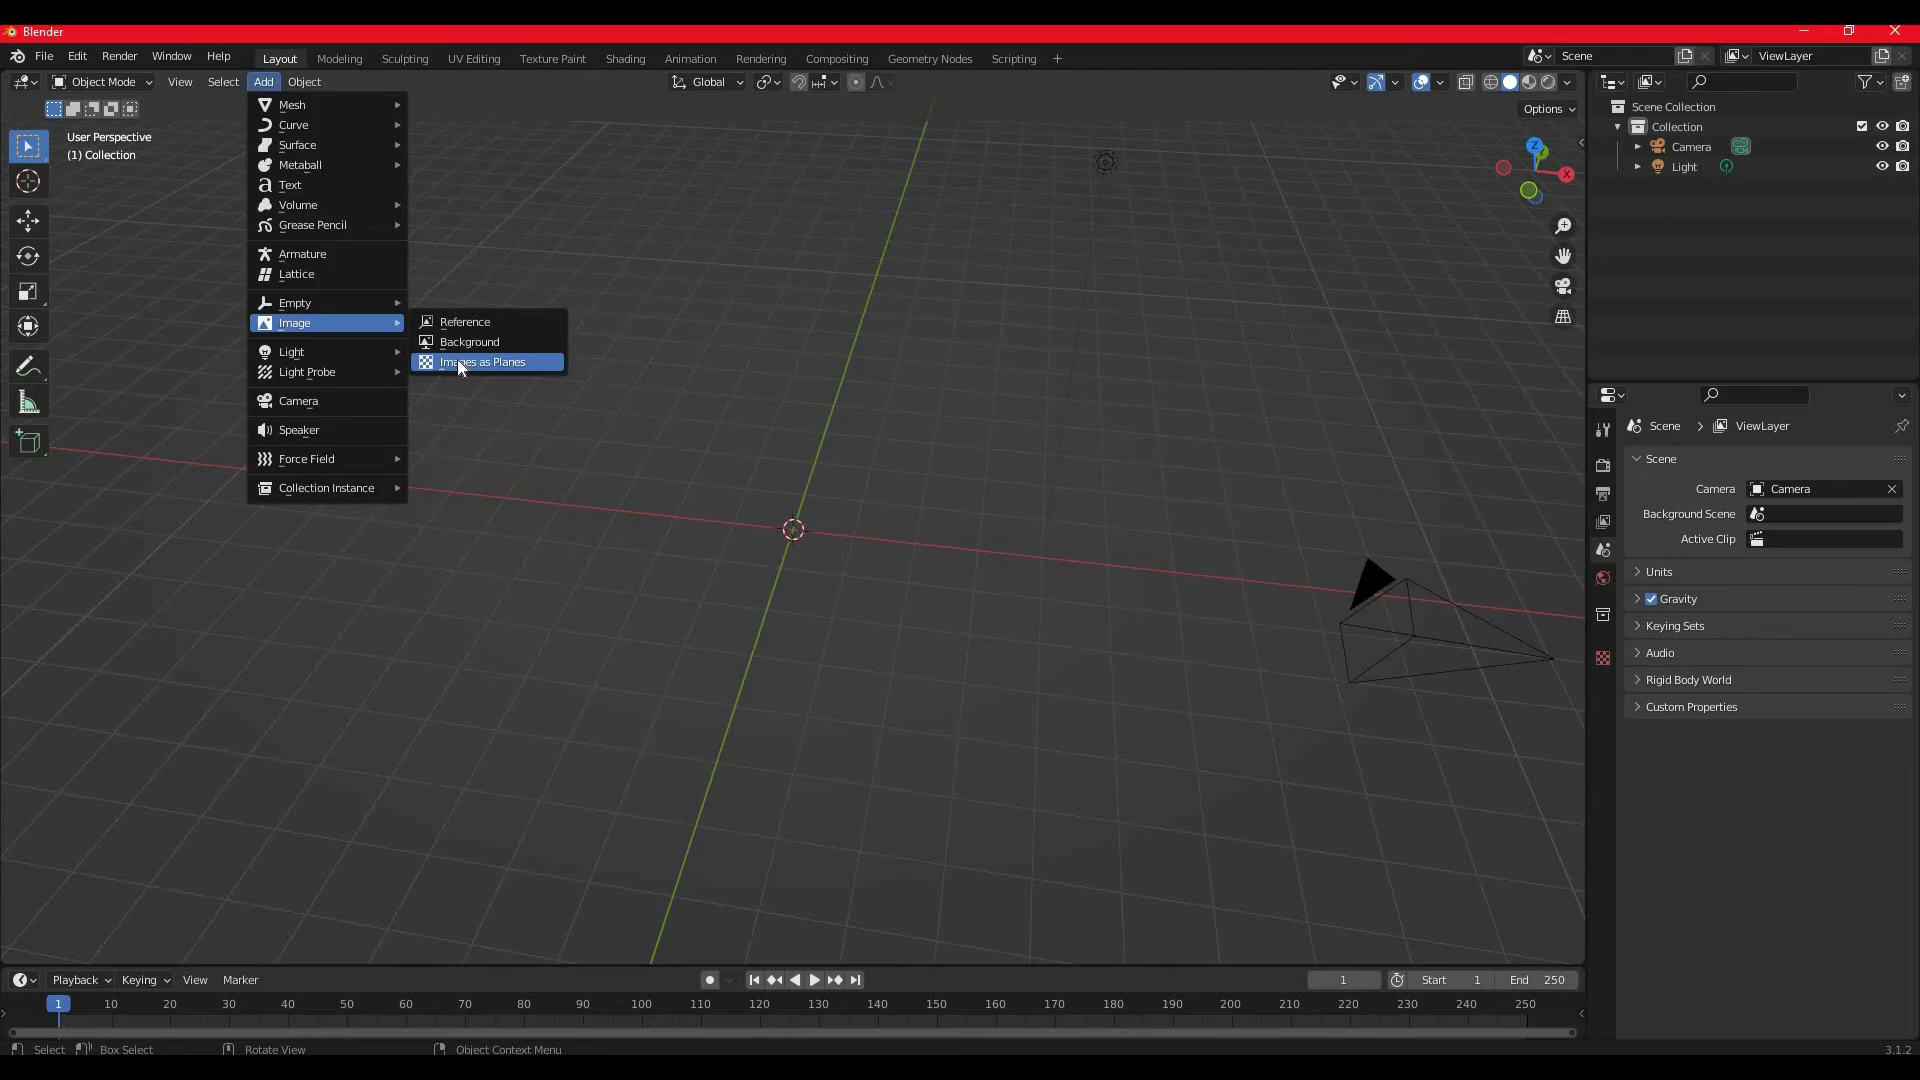 Blender
File Edit Render Window Help Layout Modeling Sculpting UV Editing Texture Paint Shading Animation Rendering Compositing Geometry Nodes Scripting + Scene ViewLayer
Object Mode View Select Add Object Global
Options
User Perspective
(1) Collection
Mesh
Curve
Surface
Metaball
Text
Volume
Grease Pencil
Armature
Lattice
Empty
Image
Light
Light Probe
Camera
Speaker
Force Field
Collection Instance
Reference
Background
Images as Planes
Z
Y
X
Scene Collection
Collection
Camera
Light
Scene > ViewLayer
Scene
Camera Camera
Background Scene
Active Clip
Units
Gravity
Keying Sets
Audio
Rigid Body World
Custom Properties
Playback Keying View Marker 1 Start 1 End 250
1 10 20 30 40 50 60 70 80 90 100 110 120 130 140 150 160 170 180 190 200 210 220 230 240 250
Select Box Select Rotate View Object Context Menu 3.1.2